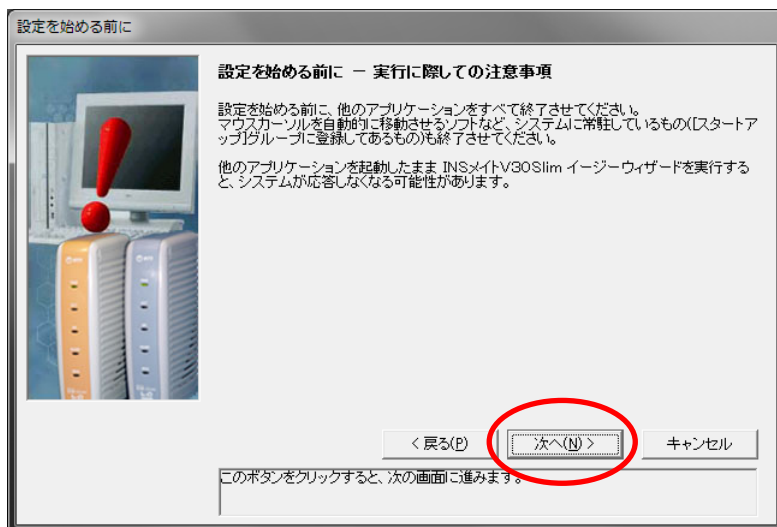 設定を始める前に
設定を始める前に － 実行に際しての注意事項
設定を始める前に、他のアプリケーションをすべて終了させてください。
マウスカーソルを自動的に移動させるソフトなど、システムに常駐しているもの([スタートア
ップ]グループに登録してあるもの)も終了させてください。
他のアプリケーションを起動したまま INSメイトV30Slim イージーウィザードを実行する
と、システムが応答しなくなる可能性があります。
< 戻る(P)
次へ(N) >
キャンセル
このボタンをクリックすると、次の画面に進みます。